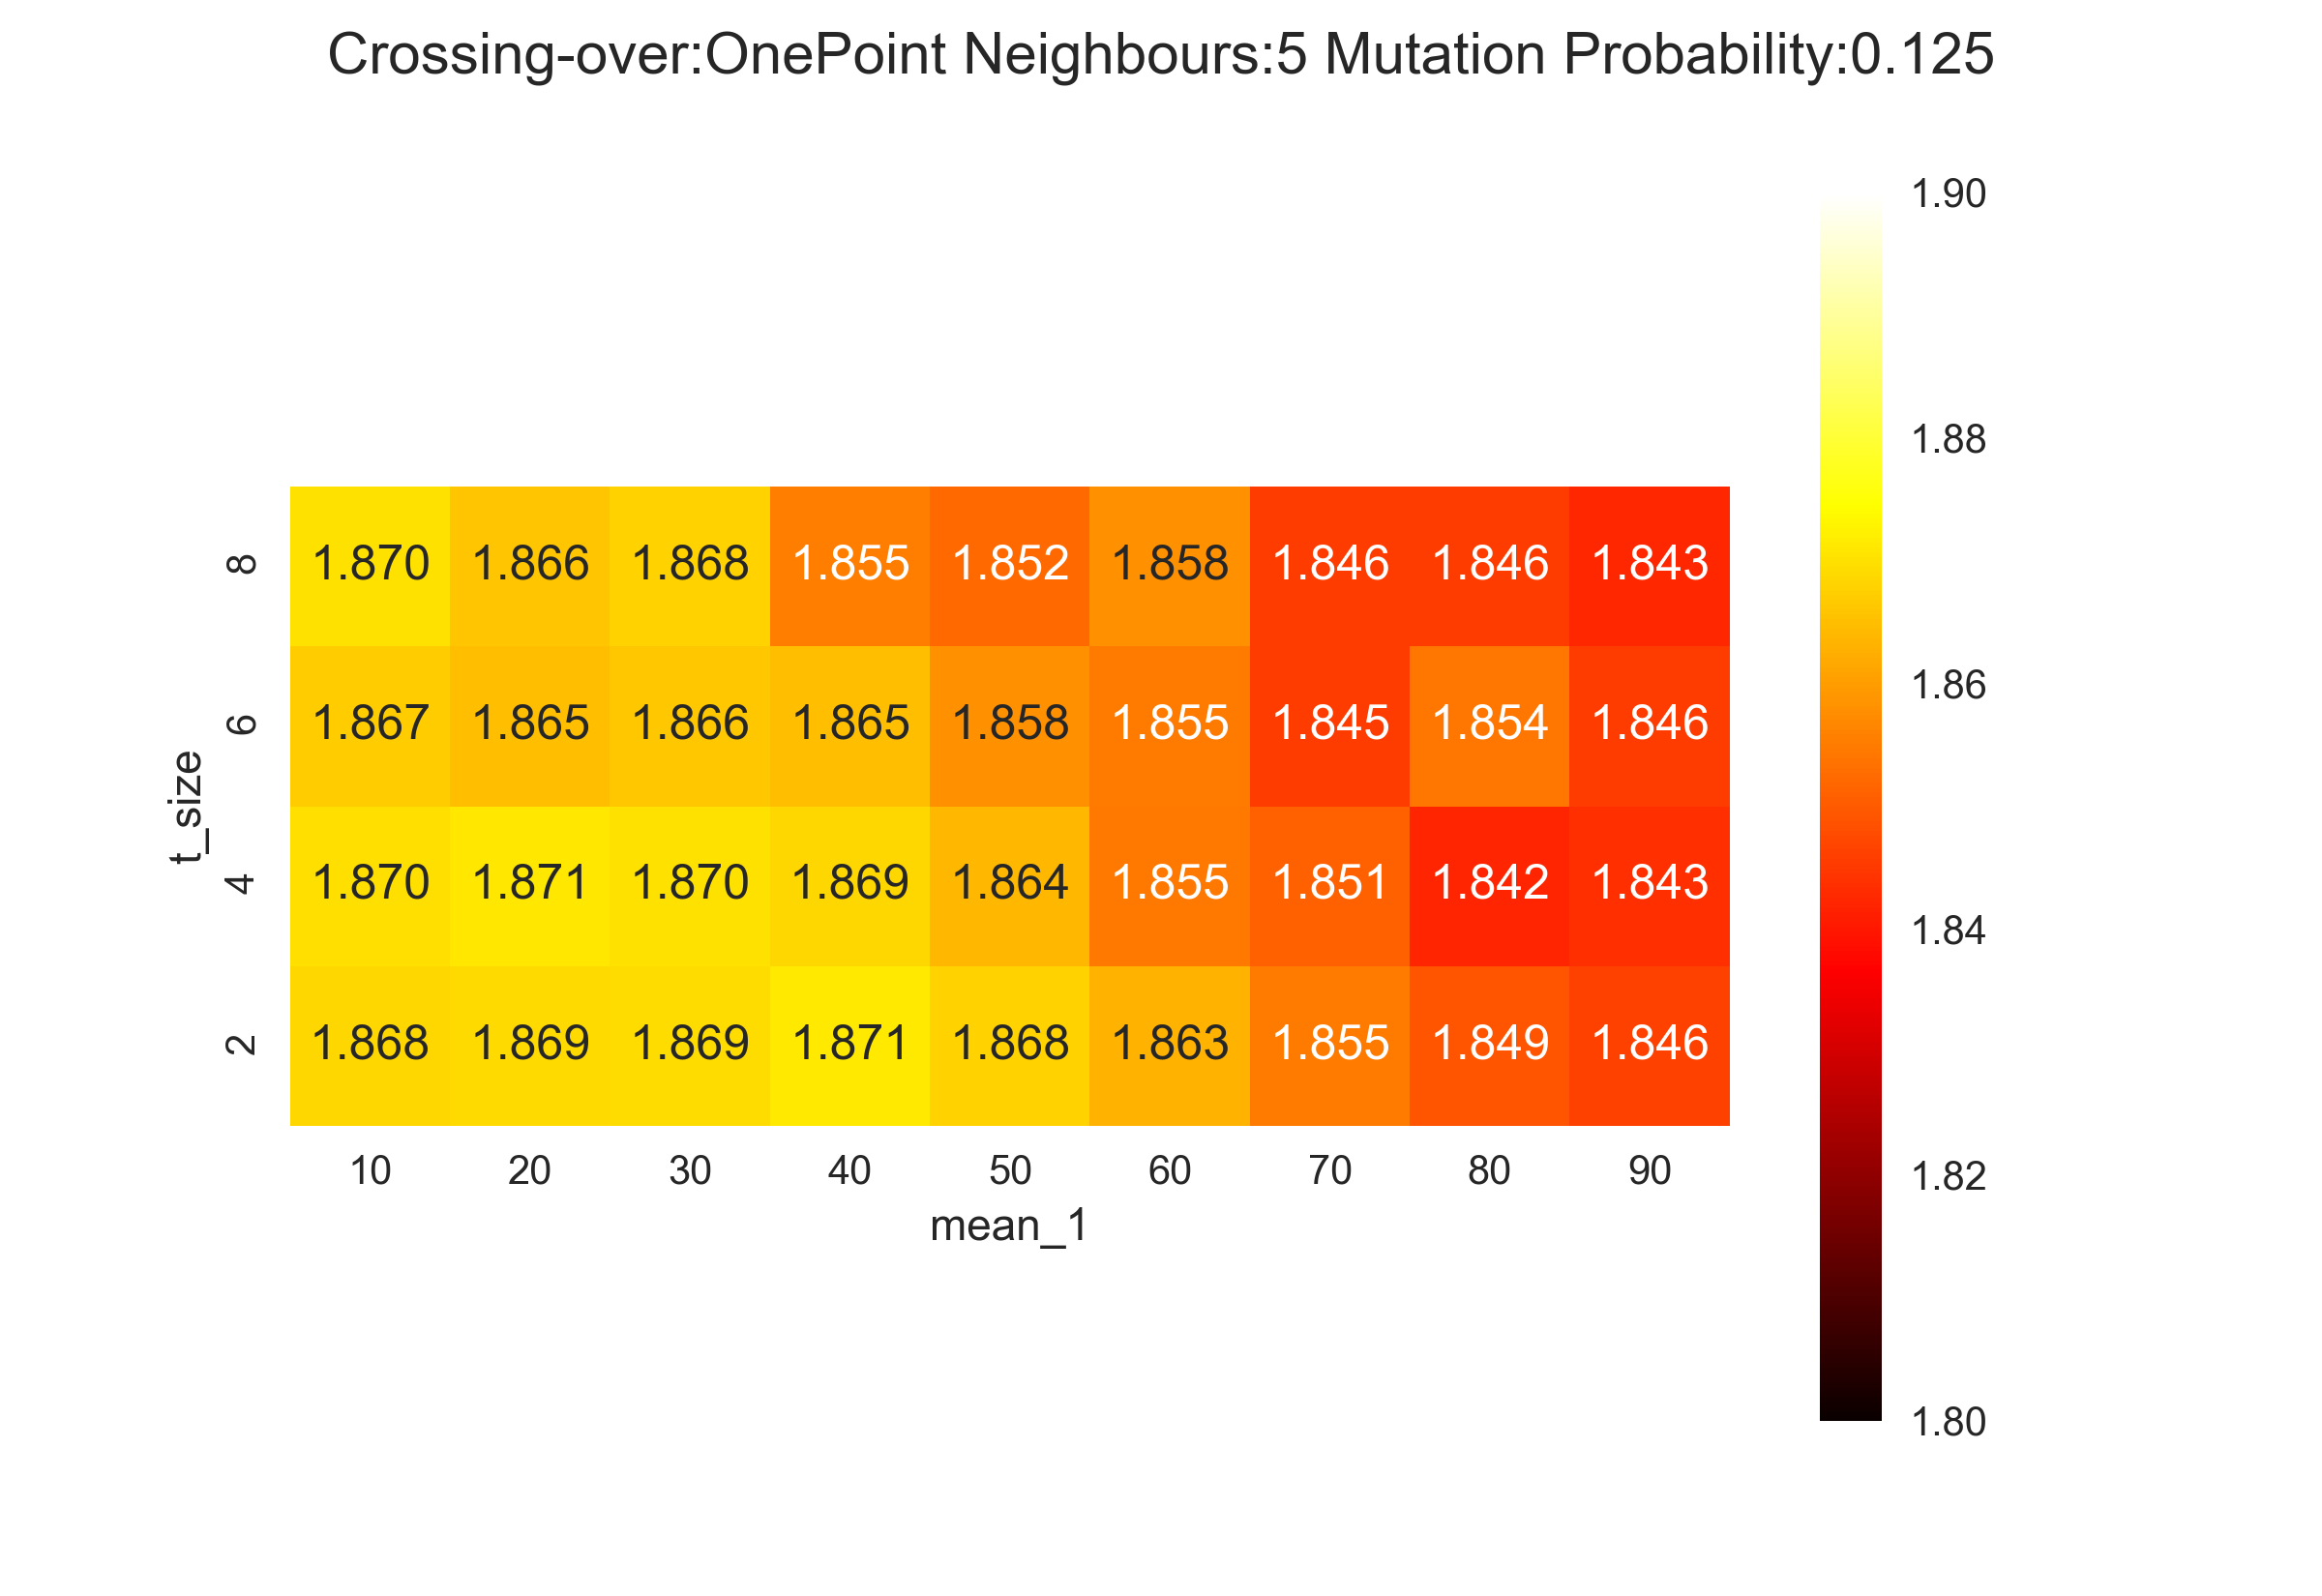 Crossing-over:OnePoint Neighbours:5 Mutation Probability:0.125
8 1.870 1.866 1.868 1.855 1.852 1.858 1.846 1.846 1.843
6 1.867 1.865 1.866 1.865 1.858 1.855 1.845 1.854 1.846
4 1.870 1.871 1.870 1.869 1.864 1.855 1.851 1.842 1.843
2 1.868 1.869 1.869 1.871 1.868 1.863 1.855 1.849 1.846
t_size
10 20 30 40 50 60 70 80 90
mean_1
1.90
1.88
1.86
1.84
1.82
1.80